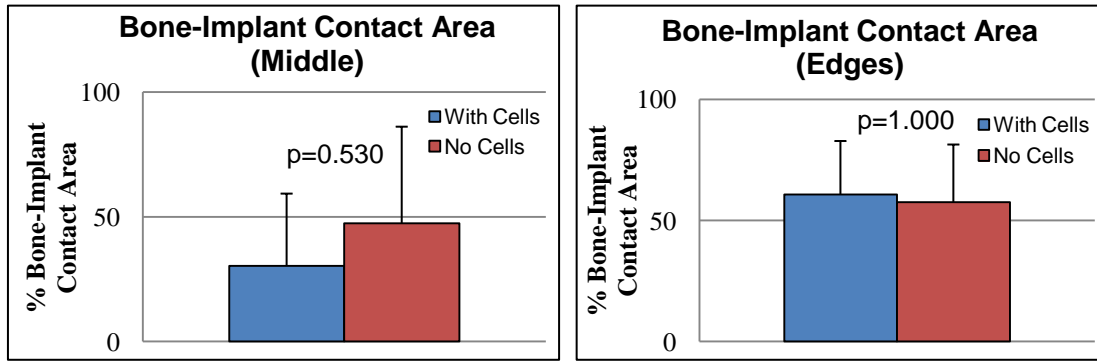 Bone-Implant Contact Area
(Middle)
% Bone-Implant
Contact Area
100
50
0
p=0.530
With Cells
No Cells
Bone-Implant Contact Area
(Edges)
% Bone-Implant
Contact Area
100
50
0
p=1.000
With Cells
No Cells